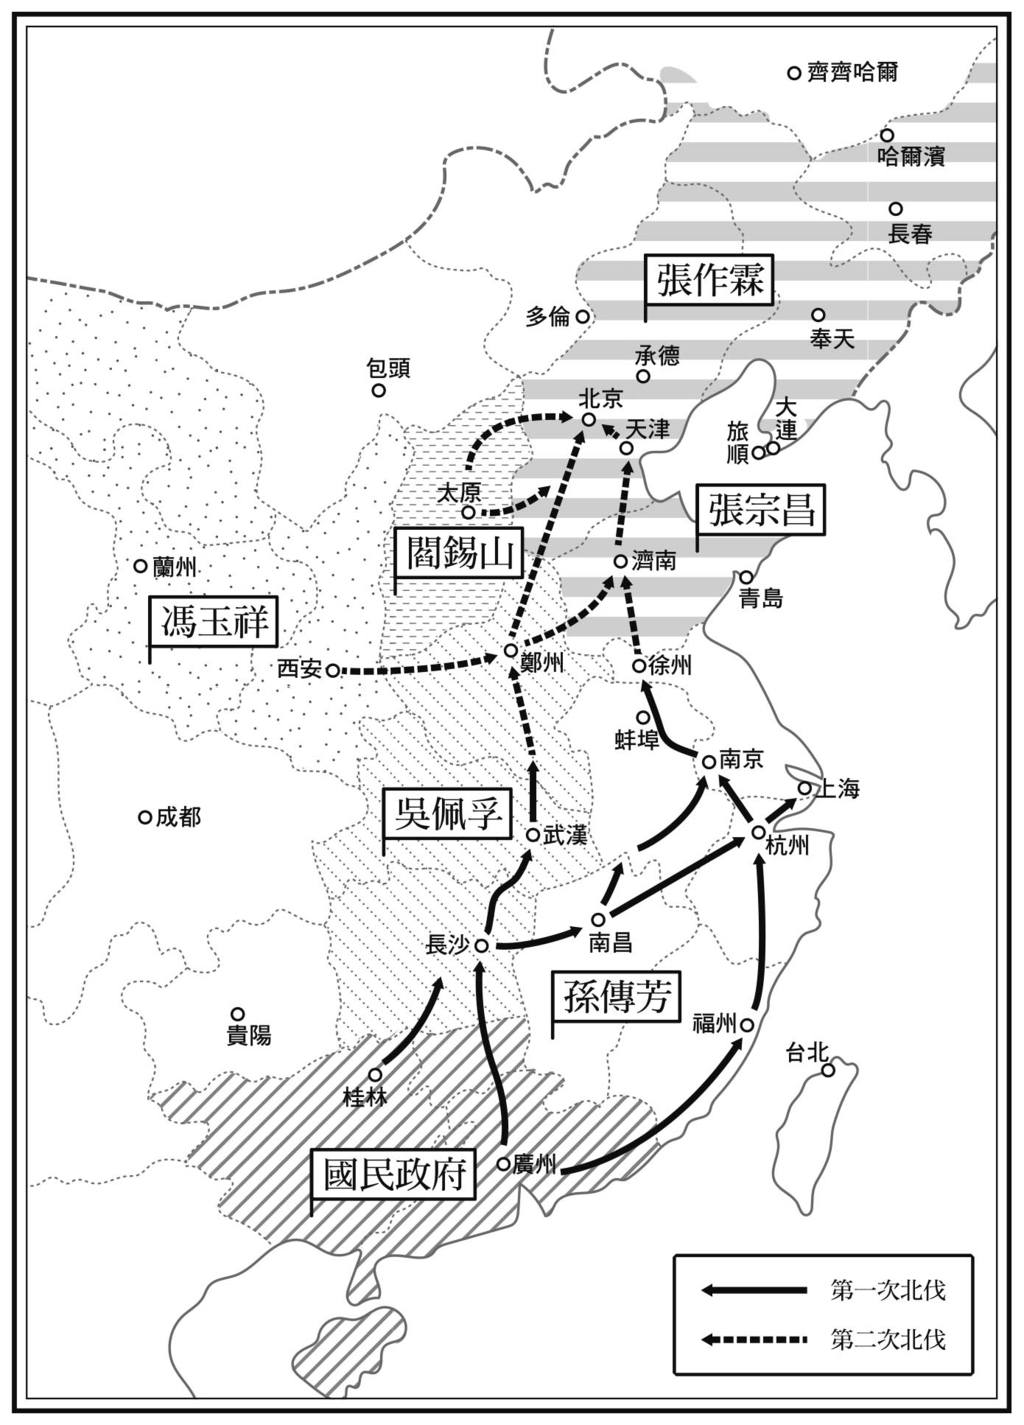 齊齊哈爾
哈爾濱
長春
張作霖
多倫
奉天
承德
包頭
北京
大連
天津
旅順
太原
張宗昌
閻錫山
濟南
蘭州
青島
馮玉祥
西安
鄭州
徐州
蚌埠
南京
上海
吳佩孚
成都
武漢
杭州
南昌
長沙
孫傳芳
福州
貴陽
台北
桂林
廣州
國民政府
第一次北伐
第二次北伐